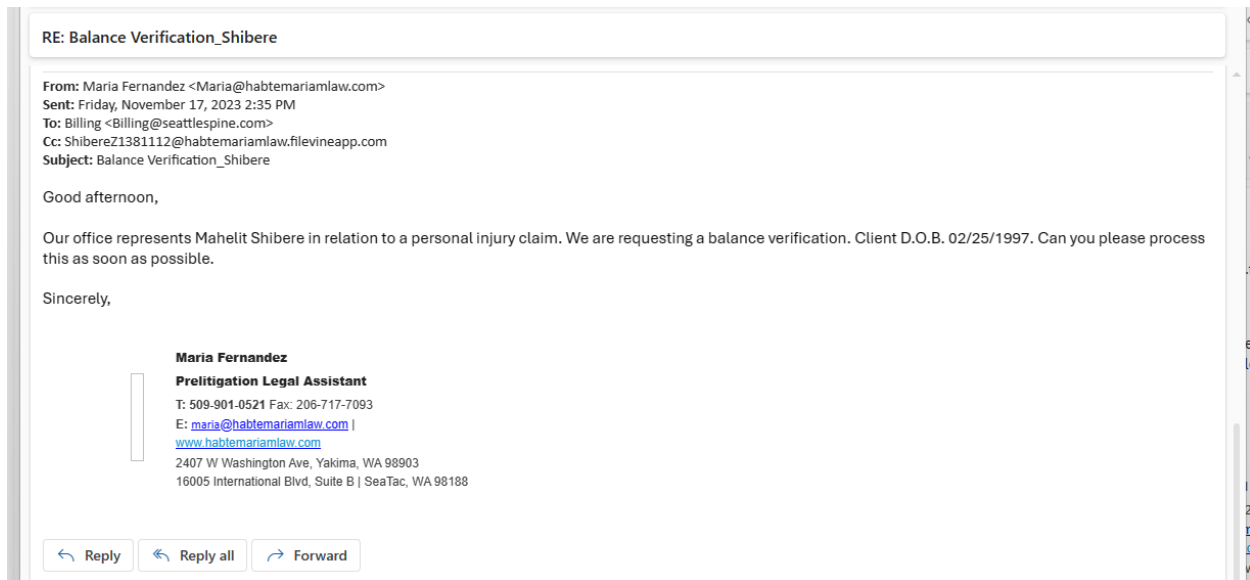 RE: Balance Verification_Shibere
From: Maria Fernandez <Maria@habtemariamlaw.com>
Sent: Friday, November 17, 2023 2:35 PM
To: Billing <Billing@seattlespine.com>
Cc: ShibereZ1381112@habtemariamlaw.filevineapp.com
Subject: Balance Verification_Shibere
Good afternoon,
Our office represents Mahelit Shibere in relation to a personal injury claim. We are requesting a balance verification. Client D.O.B. 02/25/1997. Can you please process
this as soon as possible.
Sincerely,
Maria Fernandez
Prelitigation Legal Assistant
T: 509-901-0521 Fax: 206-717-7093
E: maria@habtemariamlaw.com |
www.habtemariamlaw.com
2407 W Washington Ave, Yakima, WA 98903
16005 International Blvd, Suite B | SeaTac, WA 98188
Reply
Reply all
Forward